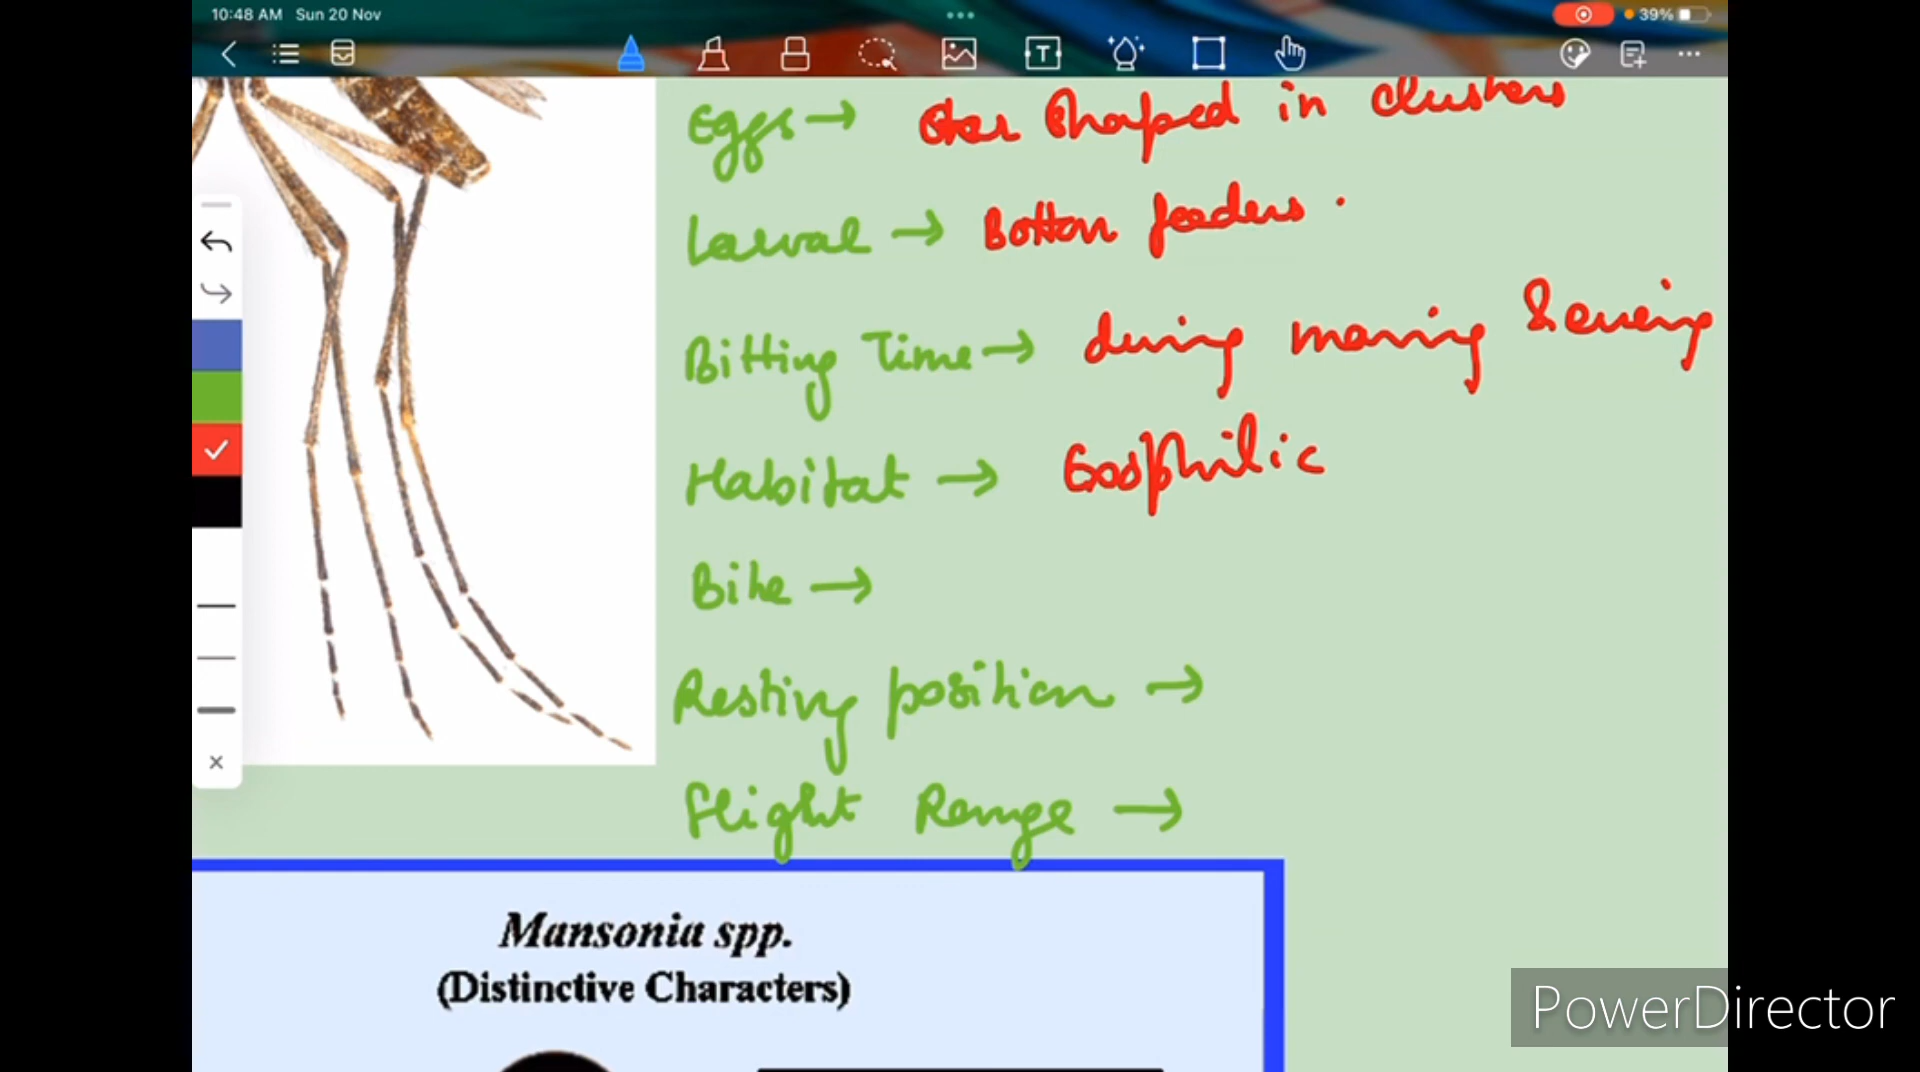 10:48 AM Sun 20 Nov
39%
Eggs → Star Shaped in clusters
Larval → Bottom feeders .
Bitting Time → during morning & evening
Habitat → Exophilic
Bite →
Resting position →
flight Range →
Mansonia spp.
(Distinctive Characters)
PowerDirector